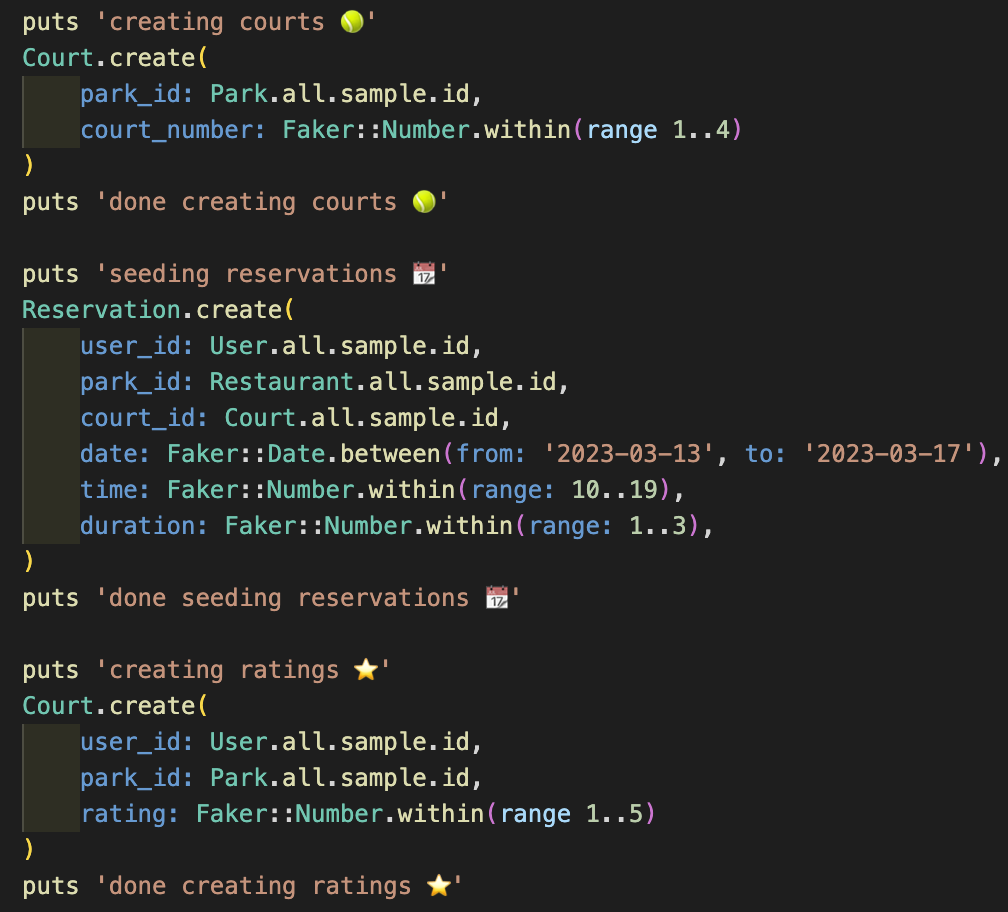 puts 'creating courts 🎾'
Court.create(
    park_id: Park.all.sample.id,
    court_number: Faker::Number.within(range 1..4)
)
puts 'done creating courts 🎾'

puts 'seeding reservations 📆'
Reservation.create(
    user_id: User.all.sample.id,
    park_id: Restaurant.all.sample.id,
    court_id: Court.all.sample.id,
    date: Faker::Date.between(from: '2023-03-13', to: '2023-03-17'),
    time: Faker::Number.within(range: 10..19),
    duration: Faker::Number.within(range: 1..3),
)
puts 'done seeding reservations 📆'

puts 'creating ratings ⭐'
Court.create(
    user_id: User.all.sample.id,
    park_id: Park.all.sample.id,
    rating: Faker::Number.within(range 1..5)
)
puts 'done creating ratings ⭐'